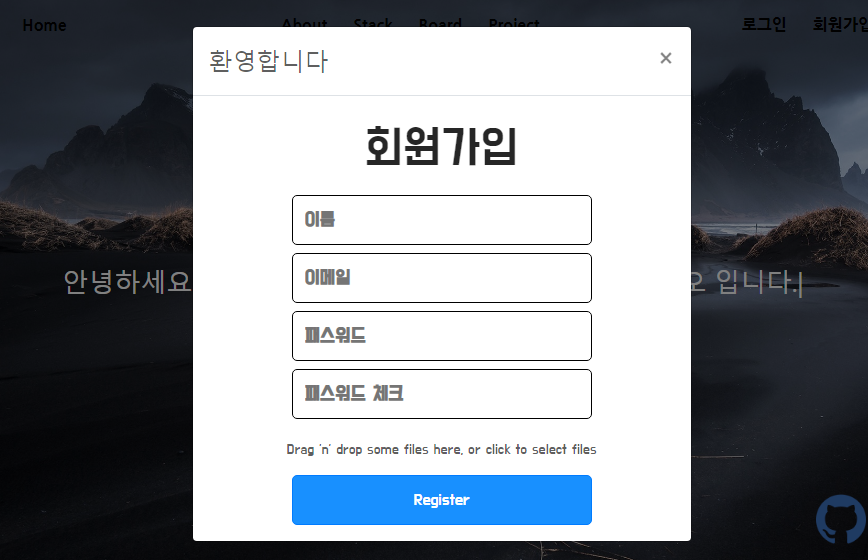 Home About Stack Board Project 로그인 회원가입
환영합니다 ×
회원가입
이름
이메일
안녕하세요 입니다.|
패스워드
패스워드 체크
Drag 'n' drop some files here, or click to select files
Register